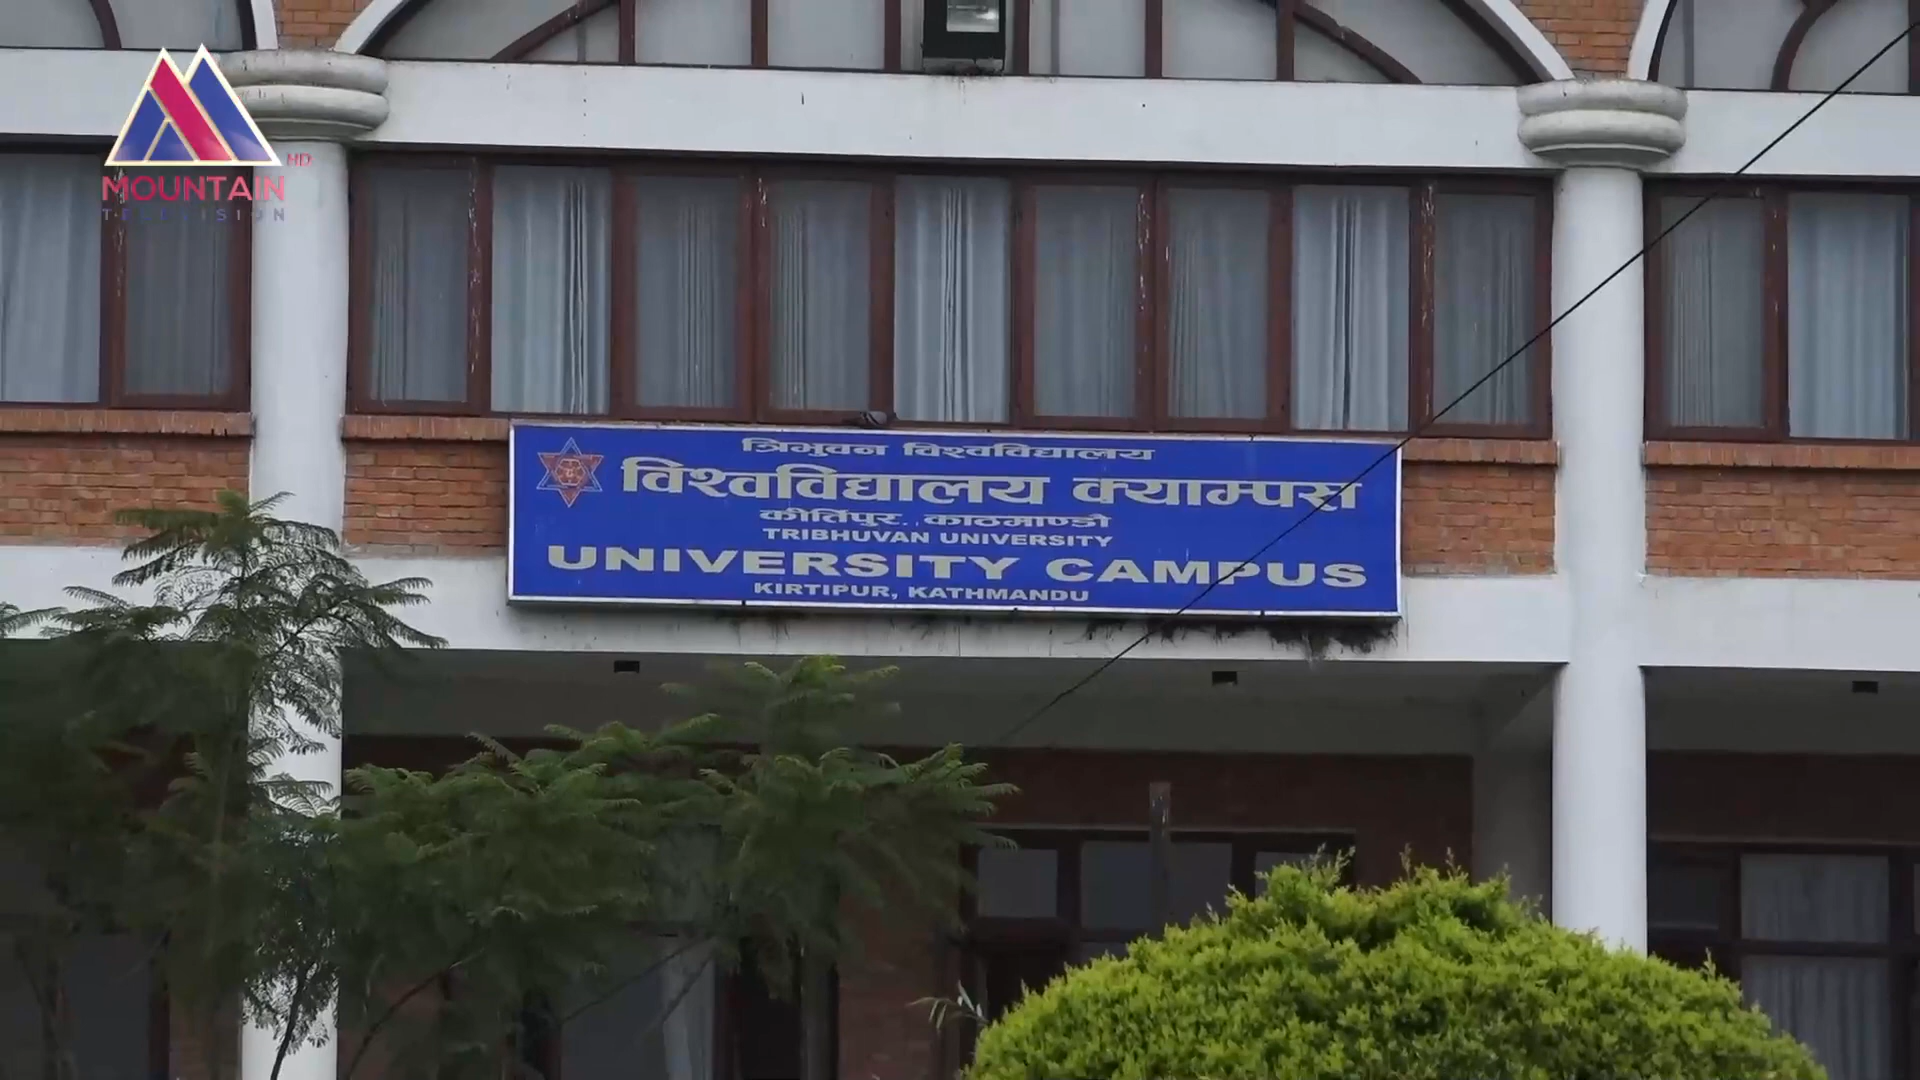 HD
MOUNTAIN
TELEVISION
त्रिभुवन विश्वविद्यालय
विश्वविद्यालय क्याम्पस
कीर्तिपुर, काठमाण्डौ
TRIBHUVAN UNIVERSITY
UNIVERSITY CAMPUS
KIRTIPUR, KATHMANDU